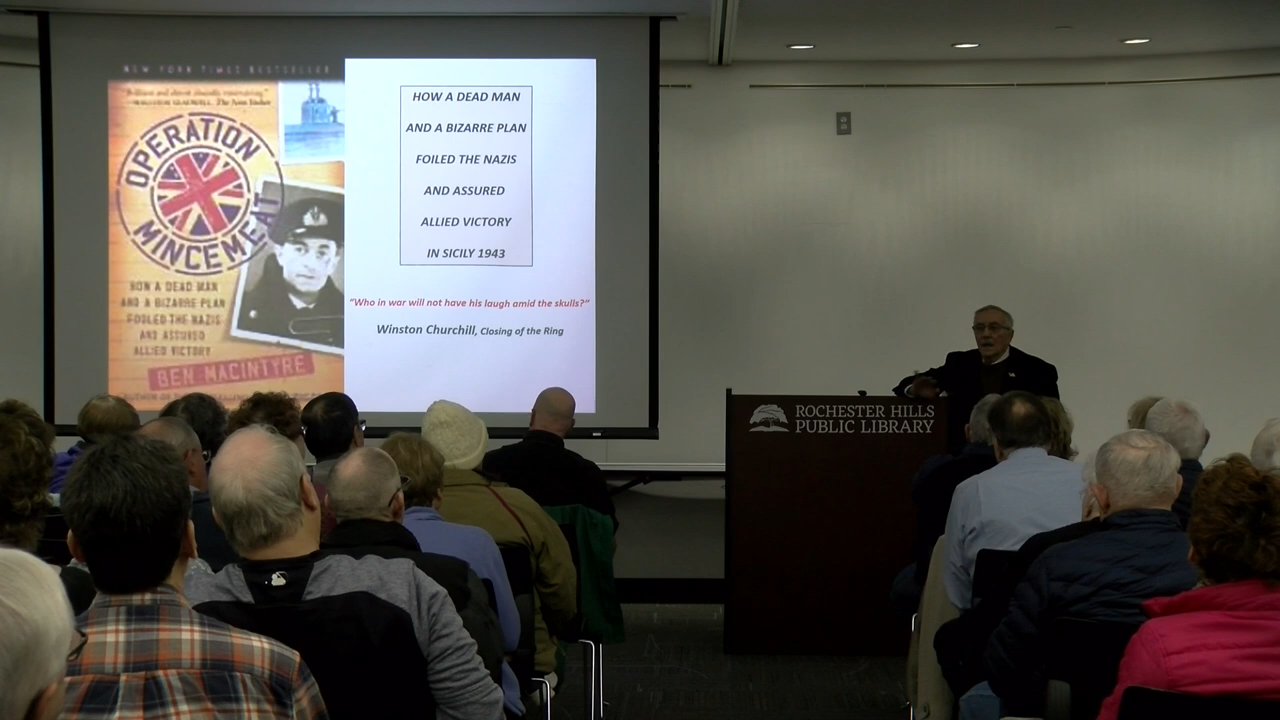 NEW YORK TIMES BESTSELLER
OPERATION
MINCEMEAT
HOW A DEAD MAN
AND A BIZARRE PLAN
FOOLED THE NAZIS
AND ASSURED
ALLIED VICTORY
BEN MACINTYRE
HOW A DEAD MAN
AND A BIZARRE PLAN
FOILED THE NAZIS
AND ASSURED
ALLIED VICTORY
IN SICILY 1943
“Who in war will not have his laugh amid the skulls?”
Winston Churchill, Closing of the Ring
ROCHESTER HILLS
PUBLIC LIBRARY